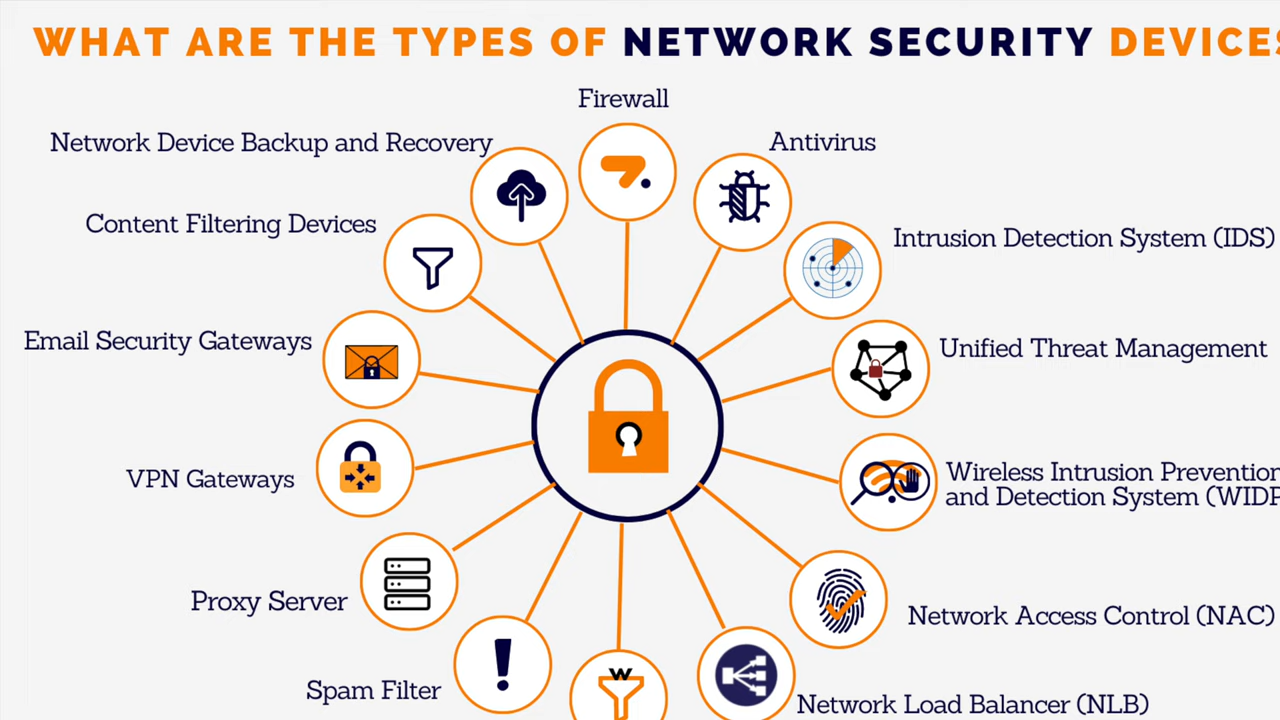 WHAT ARE THE TYPES OF NETWORK SECURITY DEVICES
Firewall
Network Device Backup and Recovery
Antivirus
Content Filtering Devices
Intrusion Detection System (IDS)
Email Security Gateways
Unified Threat Management
VPN Gateways
Wireless Intrusion Prevention
and Detection System (WIDP
Proxy Server
Network Access Control (NAC)
Spam Filter
W
Network Load Balancer (NLB)